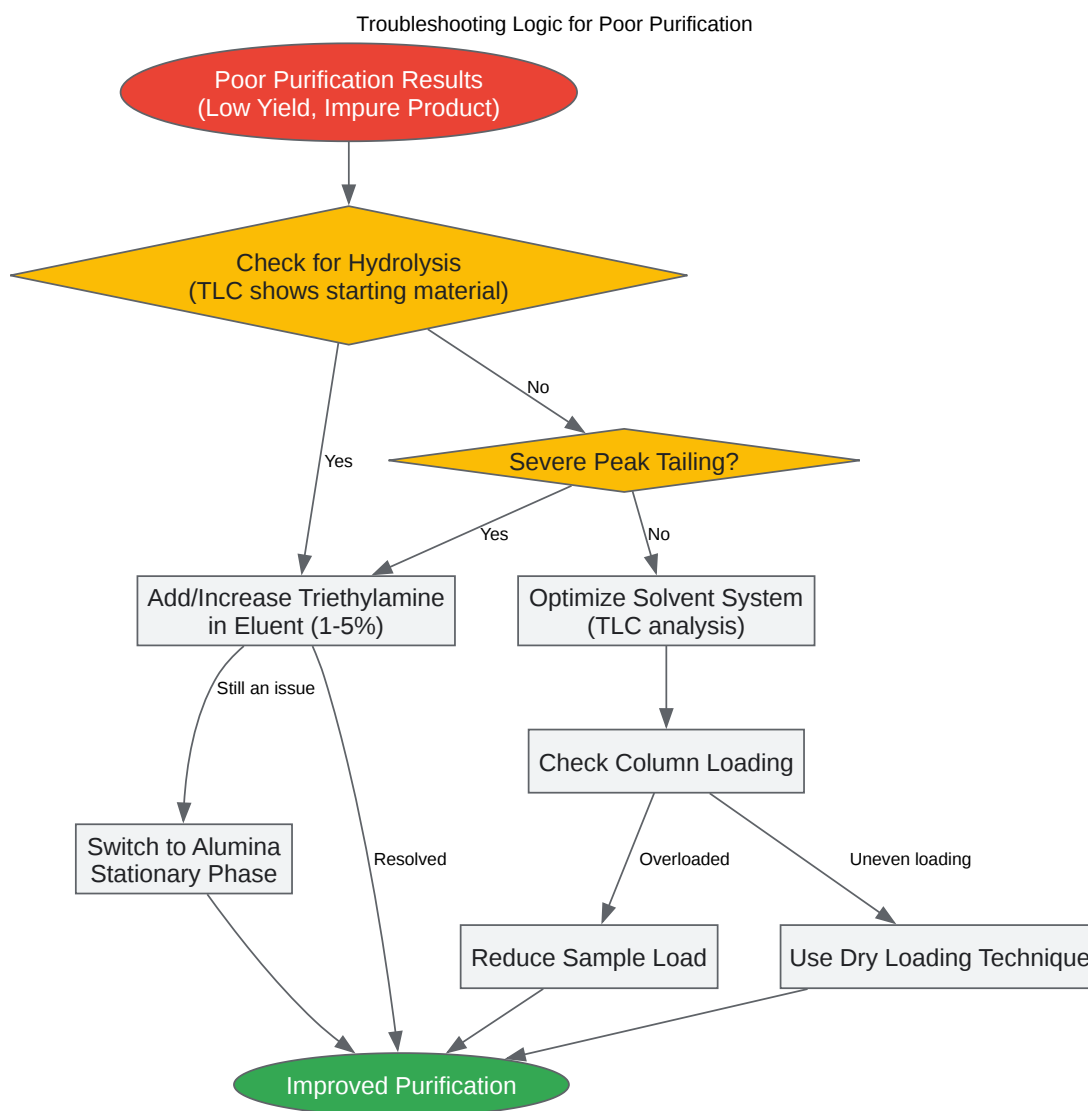 Troubleshooting Logic for Poor Purification
Poor Purification Results
(Low Yield, Impure Product)
Check for Hydrolysis
(TLC shows starting material)
No
Yes
Severe Peak Tailing?
Yes
No
Add/Increase Triethylamine
in Eluent (1-5%)
Optimize Solvent System
(TLC analysis)
Still an issue
Check Column Loading
Switch to Alumina
Stationary Phase
Resolved
Overloaded
Uneven loading
Reduce Sample Load
Use Dry Loading Technique
Improved Purification